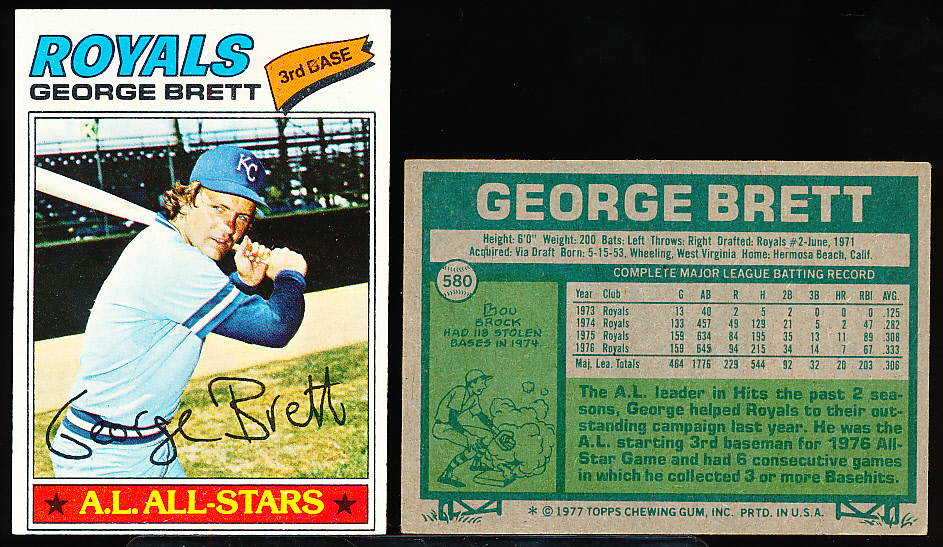 ROYALS
GEORGE BRETT
3rd BASE
KC
George Brett
★ A.L. ALL-STARS ★
GEORGE BRETT
Height: 6'0" Weight: 200 Bats: Left Throws: Right Drafted: Royals #2-June, 1971
Acquired: Via Draft Born: 5-15-53, Wheeling, West Virginia Home: Hermosa Beach, Calif.
580
COMPLETE MAJOR LEAGUE BATTING RECORD
LOU
BROCK
HAD 118 STOLEN
BASES IN 1974.
Year Club G AB R H 2B 3B HR RBI AVG.
1973 Royals 13 40 2 5 2 0 0 0 .125
1974 Royals 133 457 49 129 21 5 2 47 .282
1975 Royals 159 634 84 195 35 13 11 89 .308
1976 Royals 159 645 94 215 34 14 7 67 .333
Maj. Lea. Totals 464 1776 229 544 92 32 20 203 .306
The A.L. leader in Hits the past 2 sea-
sons, George helped Royals to their out-
standing campaign last year. He was the
A.L. starting 3rd baseman for 1976 All-
Star Game and had 6 consecutive games
in which he collected 3 or more Basehits.
* © 1977 TOPPS CHEWING GUM, INC. PRTD. IN U.S.A.